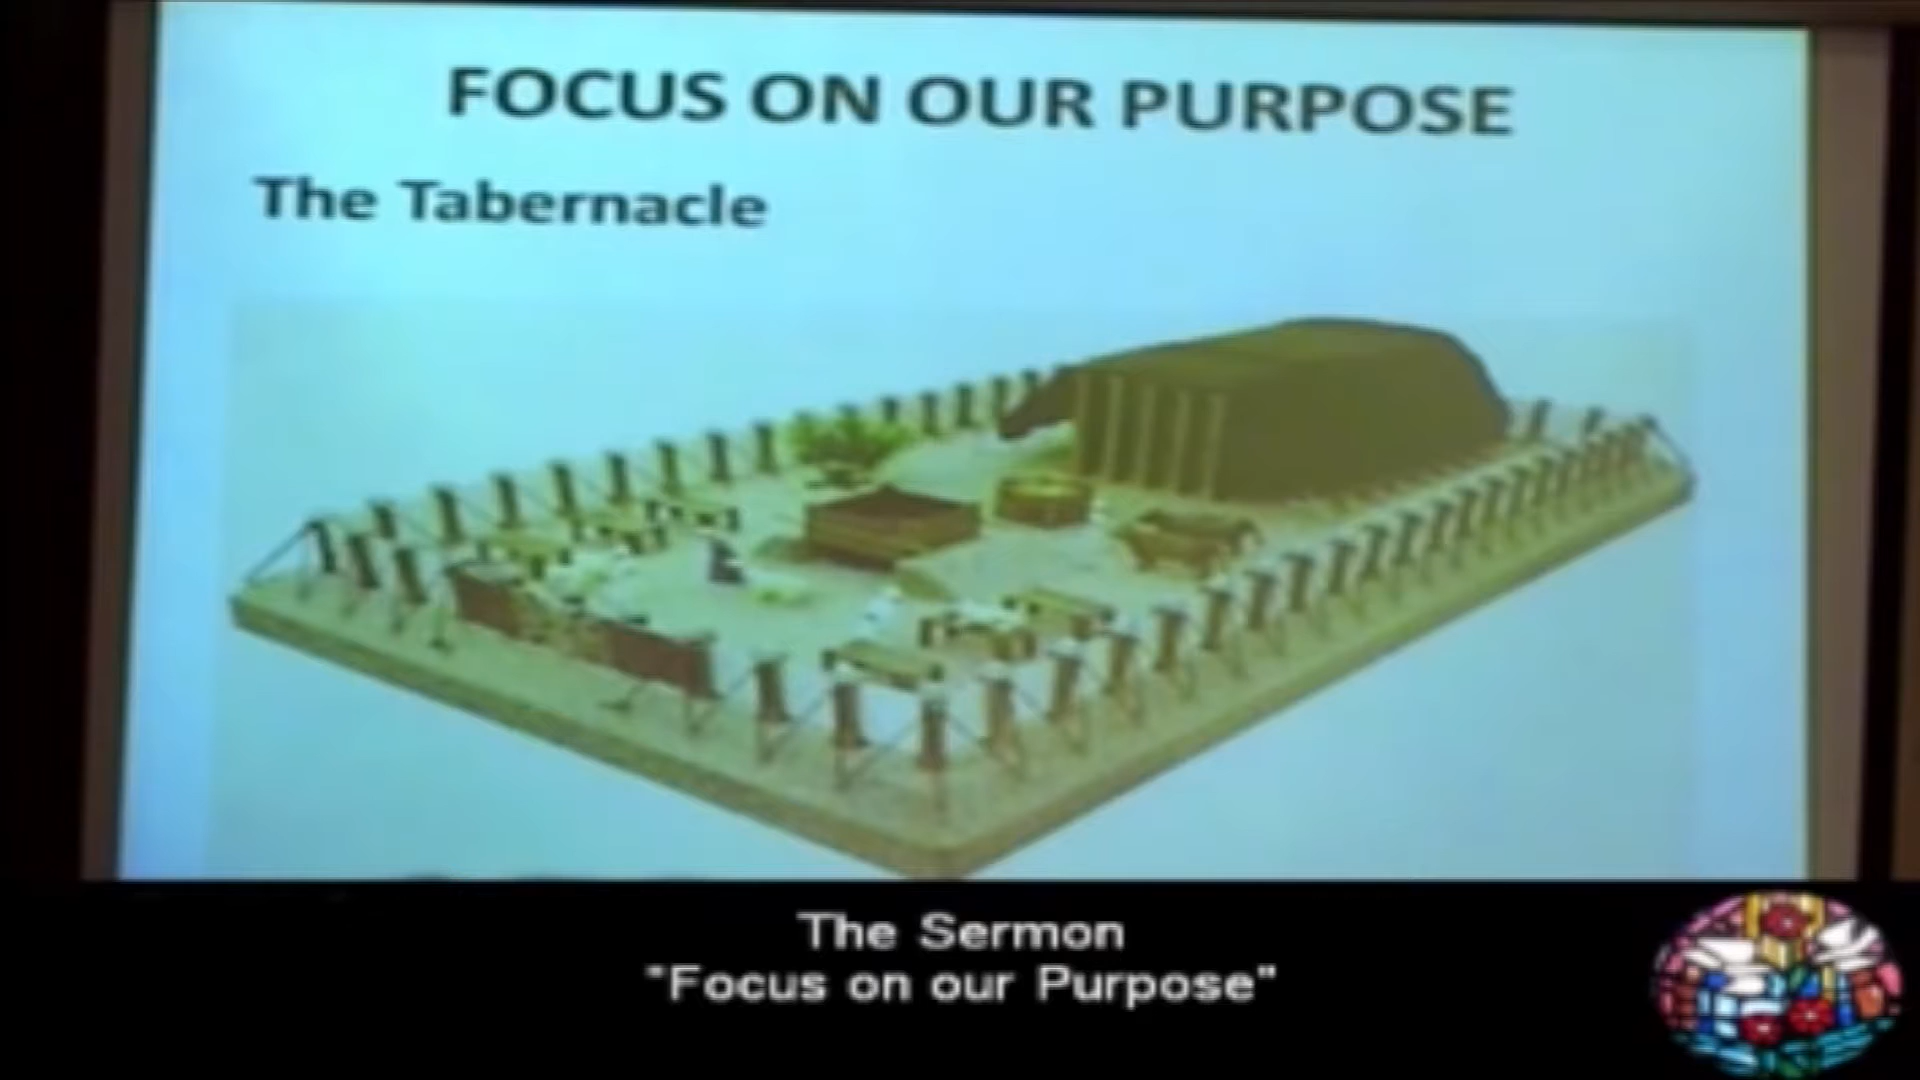 FOCUS ON OUR PURPOSE
The Tabernacle
The Sermon
"Focus on our Purpose"